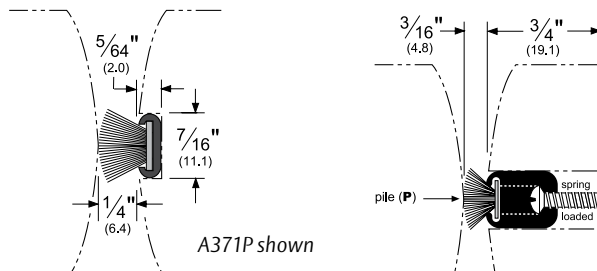 5/64"
(2.0)
7/16"
(11.1)
1/4"
(6.4)
A371P shown
3/16"
(4.8)
3/4"
(19.1)
pile (P)
spring
loaded